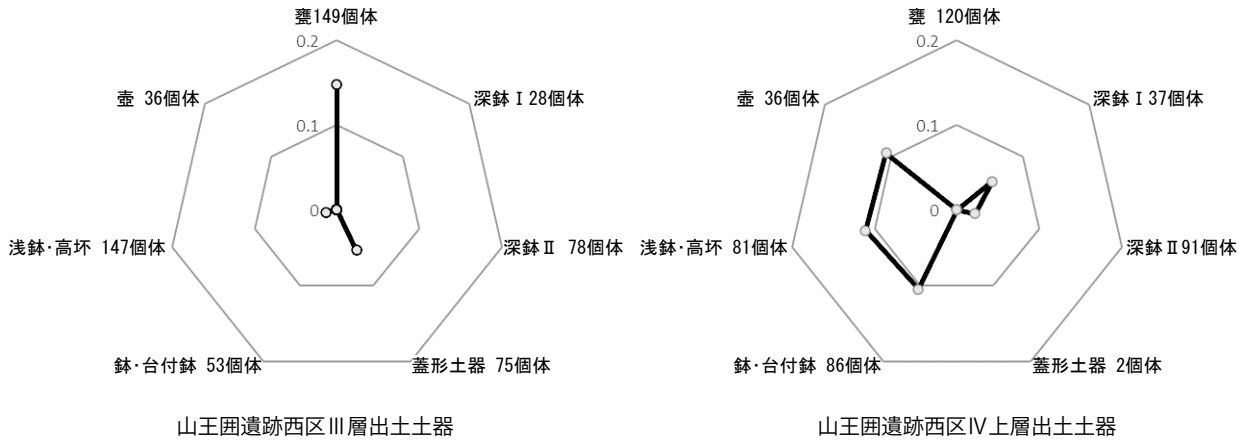 甕149個体
0.2
壺 36個体
深鉢Ⅰ28個体
0.1
0
浅鉢・高坏 147個体
深鉢Ⅱ 78個体
鉢・台付鉢 53個体
蓋形土器 75個体
山王囲遺跡西区Ⅲ層出土土器
甕 120個体
0.2
壺 36個体
深鉢Ⅰ37個体
0.1
0
浅鉢・高坏 81個体
深鉢Ⅱ91個体
鉢・台付鉢 86個体
蓋形土器 2個体
山王囲遺跡西区Ⅳ上層出土土器